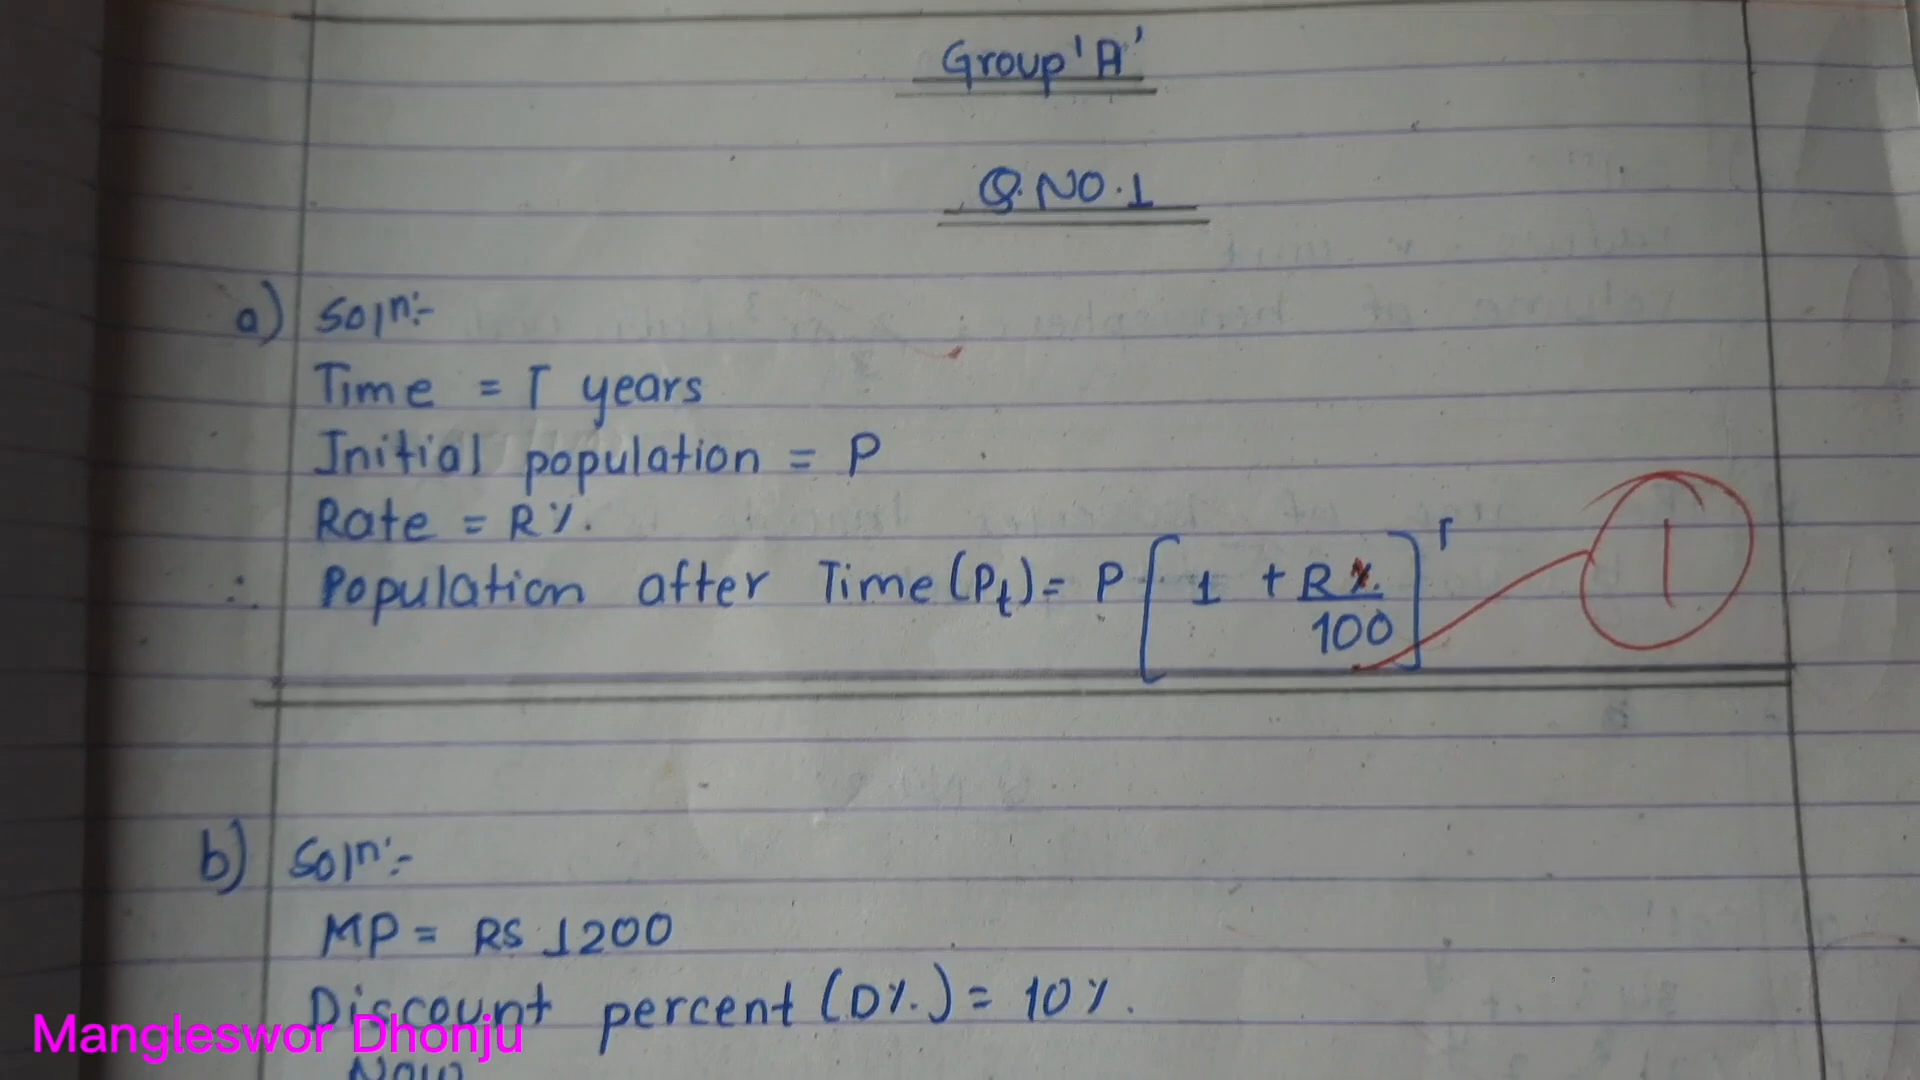 Group 'A'
Q.NO.1
a) Soln:-
Time = T years
Initial population = P
Rate = R%.
∴ Population after Time (Pt) = P [ 1 + R% / 100 ]^T
1
b) Soln:-
MP = RS 1200
Discount percent (D%.) = 10%.
Mangleswor Dhonju
Now